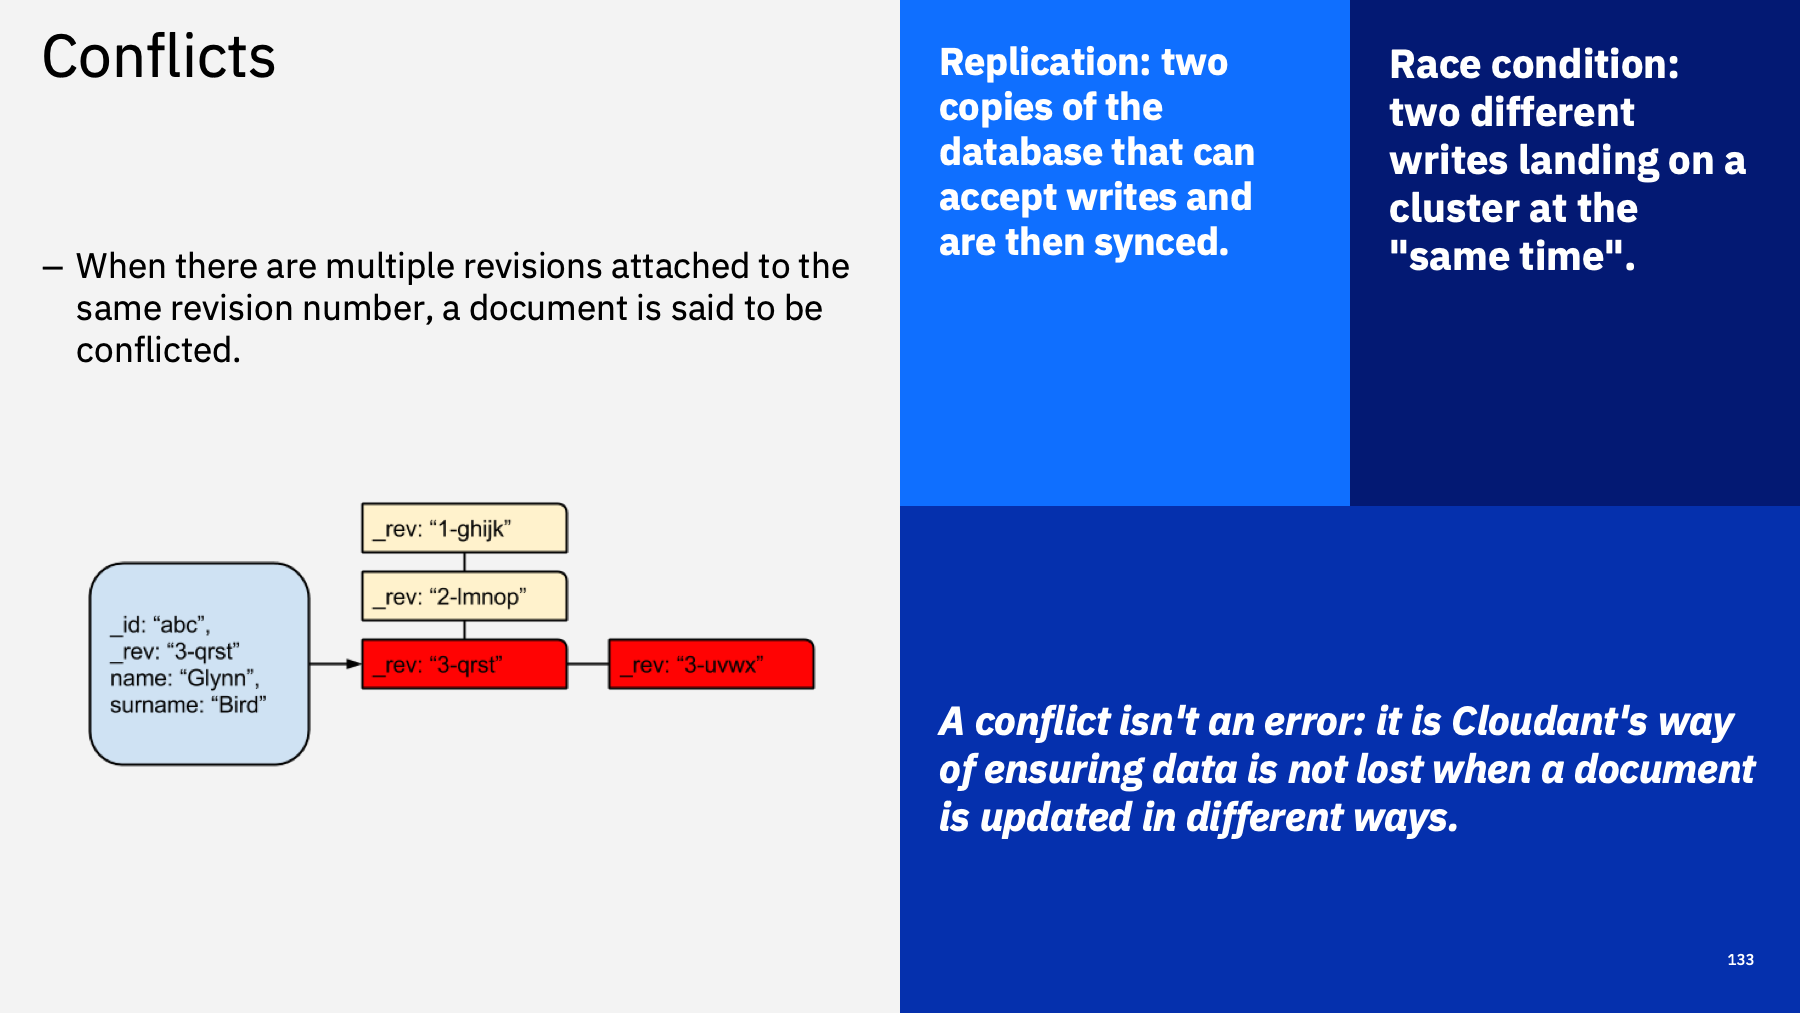 Conflicts
– When there are multiple revisions attached to the
same revision number, a document is said to be
conflicted.
_id: “abc”,
_rev: “3-qrst”
name: “Glynn”,
surname: “Bird”
_rev: “1-ghijk”
_rev: “2-lmnop”
_rev: “3-qrst”
_rev: “3-uvwx”
Replication: two
copies of the
database that can
accept writes and
are then synced.
Race condition:
two different
writes landing on a
cluster at the
"same time".
A conflict isn't an error: it is Cloudant's way
of ensuring data is not lost when a document
is updated in different ways.
133